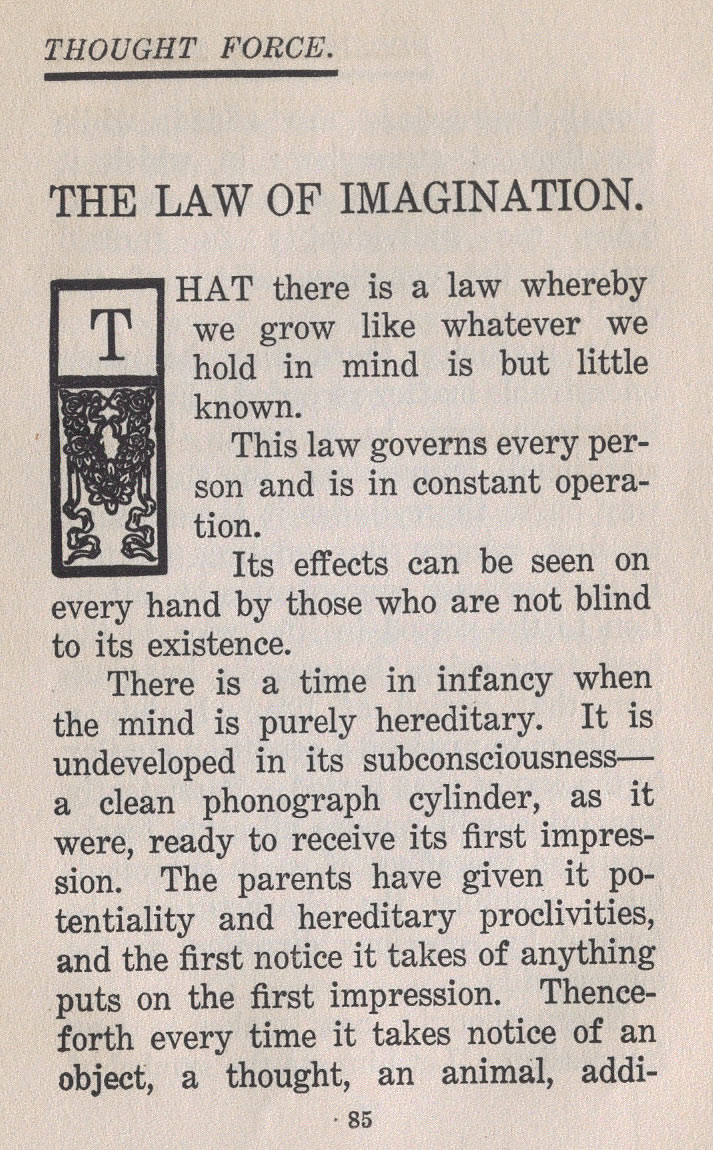 THOUGHT FORCE.
THE LAW OF IMAGINATION.
THAT there is a law whereby
we grow like whatever we
hold in mind is but little
known.
This law governs every per-
son and is in constant opera-
tion.
Its effects can be seen on
every hand by those who are not blind
to its existence.
There is a time in infancy when
the mind is purely hereditary. It is
undeveloped in its subconsciousness—
a clean phonograph cylinder, as it
were, ready to receive its first impres-
sion. The parents have given it po-
tentiality and hereditary proclivities,
and the first notice it takes of anything
puts on the first impression. Thence-
forth every time it takes notice of an
object, a thought, an animal, addi-
85